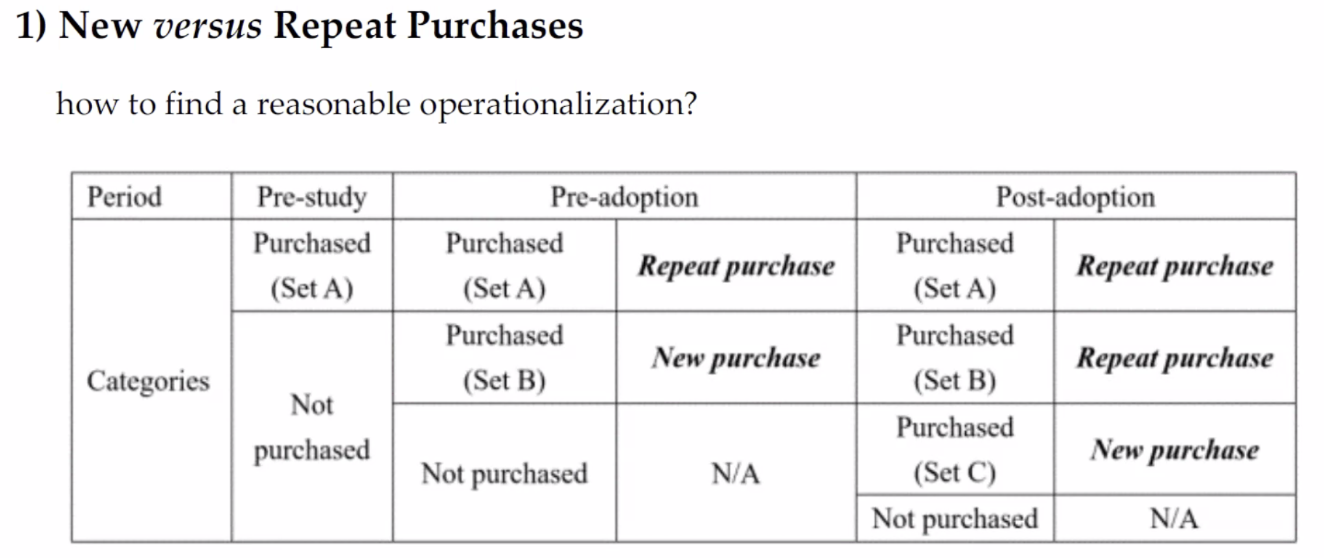 1) New versus Repeat Purchases
how to find a reasonable operationalization?
Period Pre-study Pre-adoption Post-adoption
Categories
Purchased
(Set A)
Purchased
(Set A)
Repeat purchase
Purchased
(Set A)
Repeat purchase
Not
purchased
Purchased
(Set B)
New purchase
Purchased
(Set B)
Repeat purchase
Not purchased
N/A
Purchased
(Set C)
New purchase
Not purchased
N/A